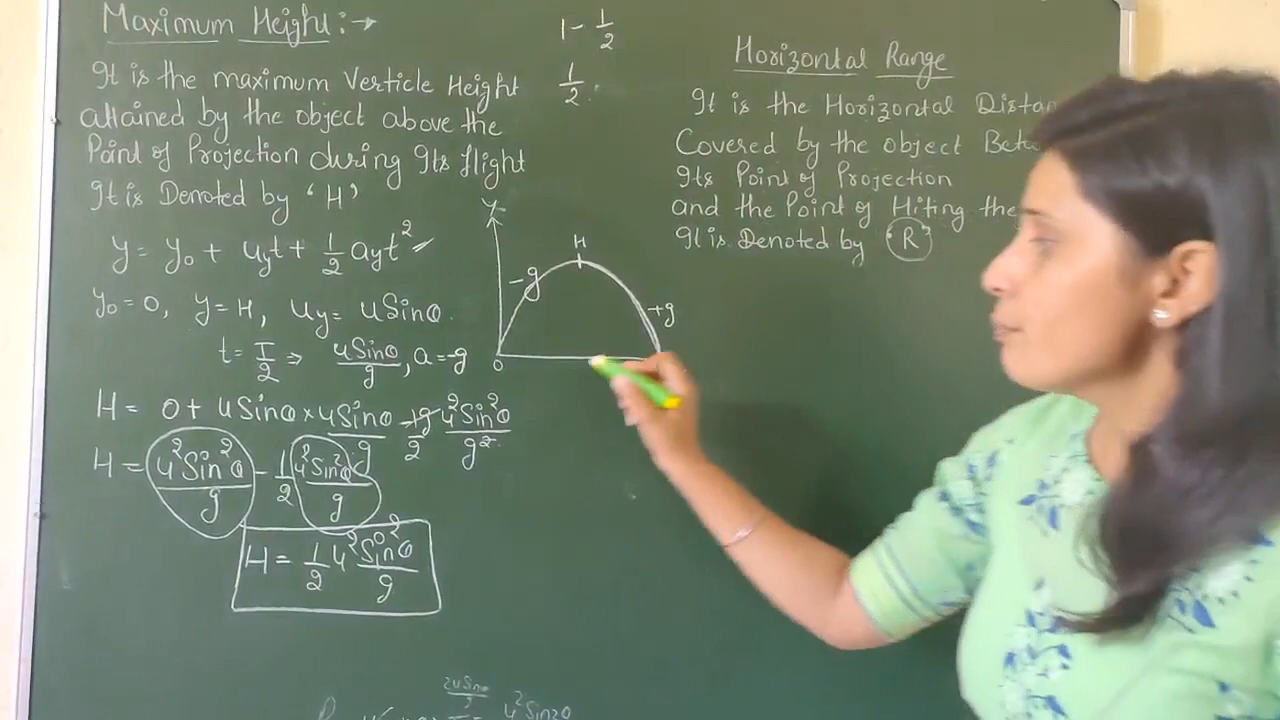 Maximum Height:→
It is the maximum Verticle Height
attained by the object above the
Point of Projection during Its flight
It is Denoted by 'H'
y = y₀ + uyt + 1/2 ayt²
y₀ = 0, y = H, uy = uSinθ.
t = T/2 ⇒ uSinθ/g, a = -g
H = 0 + uSinθ × uSinθ/g - 1/2 g u²Sin²θ/g²
H = u²Sin²θ/g - 1/2 u²Sin²θ/g
H = 1/2 u²Sin²θ/g
1 - 1/2
1/2
y
H
-g
+g
0
Horizontal Range
It is the Horizontal
Covered by the object
Its Point of Projection
and the Point of Hiting the
It is Denoted by 'R'
2uSinθ/g
u²Sin2θ